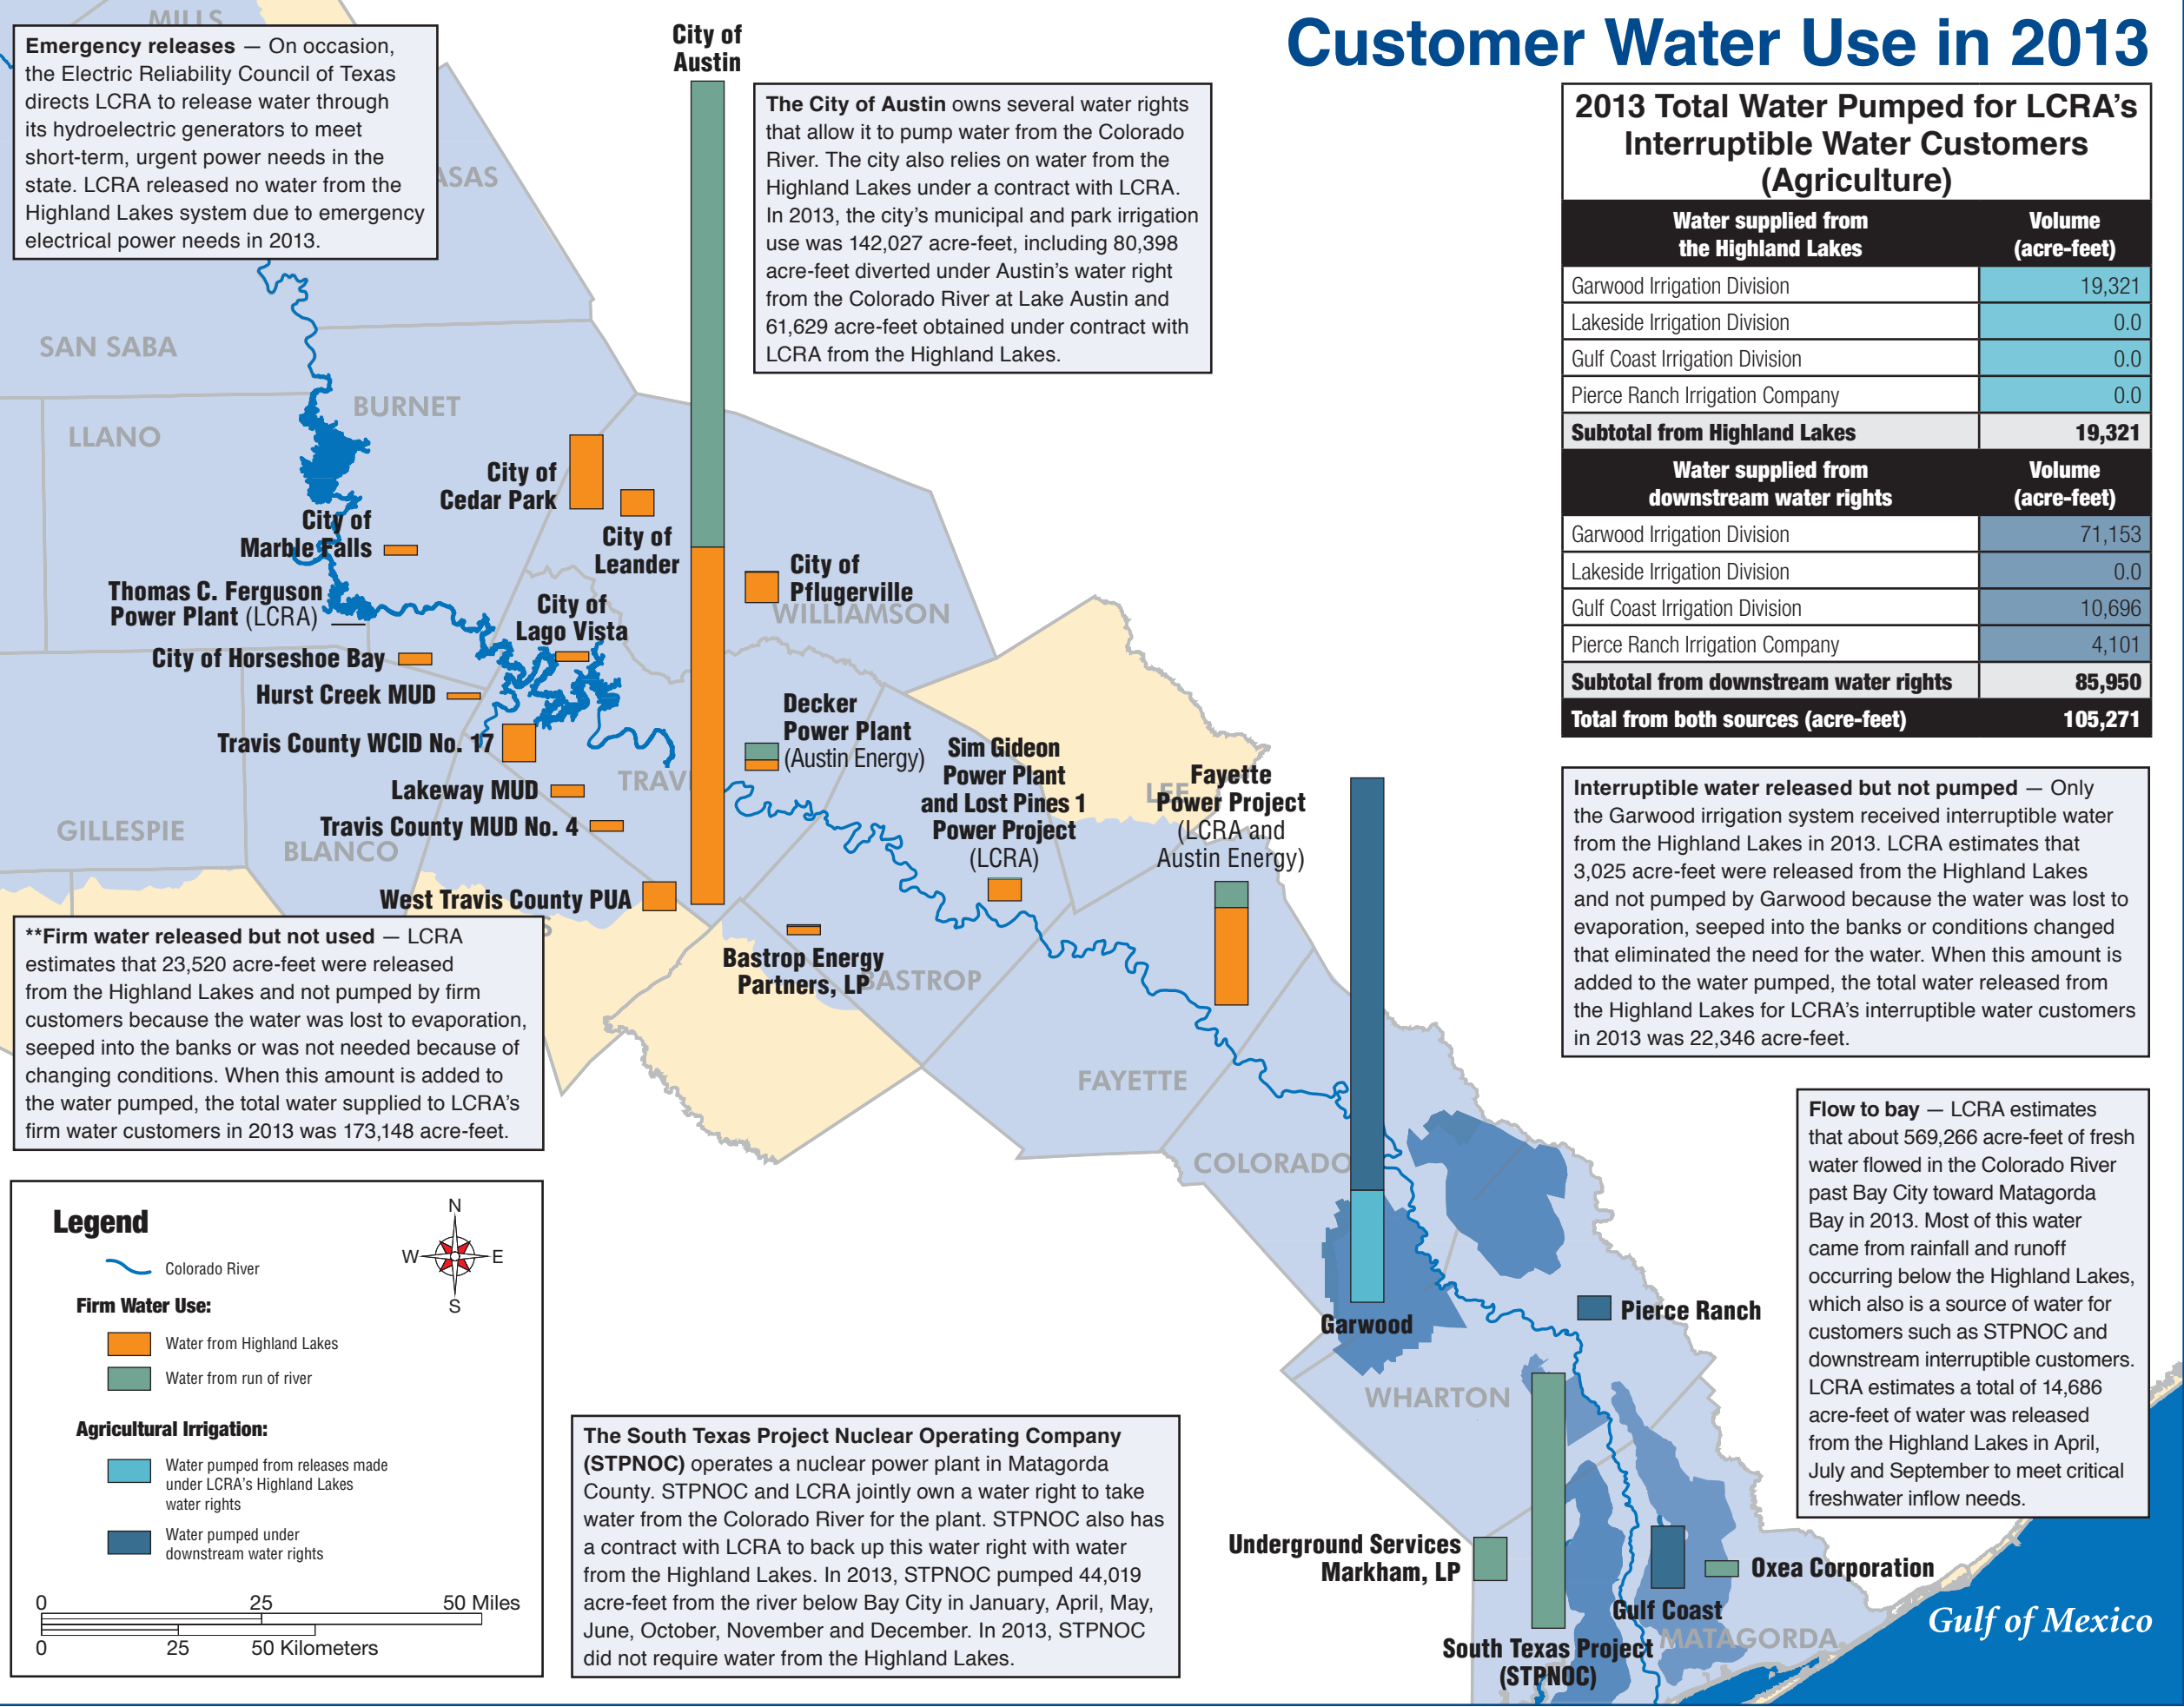 Customer Water Use in 2013
MILLS
Emergency releases — On occasion,
the Electric Reliability Council of Texas
directs LCRA to release water through
its hydroelectric generators to meet
short-term, urgent power needs in the
state. LCRA released no water from the
Highland Lakes system due to emergency
electrical power needs in 2013.
ASAS
City of
Austin
The City of Austin owns several water rights
that allow it to pump water from the Colorado
River. The city also relies on water from the
Highland Lakes under a contract with LCRA.
In 2013, the city's municipal and park irrigation
use was 142,027 acre-feet, including 80,398
acre-feet diverted under Austin's water right
from the Colorado River at Lake Austin and
61,629 acre-feet obtained under contract with
LCRA from the Highland Lakes.
2013 Total Water Pumped for LCRA's
Interruptible Water Customers
(Agriculture)
Water supplied from Volume
the Highland Lakes (acre-feet)
Garwood Irrigation Division 19,321
Lakeside Irrigation Division 0.0
Gulf Coast Irrigation Division 0.0
Pierce Ranch Irrigation Company 0.0
Subtotal from Highland Lakes 19,321
Water supplied from Volume
downstream water rights (acre-feet)
Garwood Irrigation Division 71,153
Lakeside Irrigation Division 0.0
Gulf Coast Irrigation Division 10,696
Pierce Ranch Irrigation Company 4,101
Subtotal from downstream water rights 85,950
Total from both sources (acre-feet) 105,271
SAN SABA
BURNET
LLANO
City of
Cedar Park
City of
Leander
City of
Marble Falls
City of
Pflugerville
WILLIAMSON
Thomas C. Ferguson
Power Plant (LCRA)
City of
Lago Vista
City of Horseshoe Bay
Hurst Creek MUD
Travis County WCID No. 17
Decker
Power Plant
(Austin Energy)
TRAVI
Lakeway MUD
Travis County MUD No. 4
GILLESPIE
BLANCO
West Travis County PUA
Sim Gideon
Power Plant
and Lost Pines 1
Power Project
(LCRA)
LEE
Fayette
Power Project
(LCRA and
Austin Energy)
Bastrop Energy
Partners, LP
BASTROP
S
Interruptible water released but not pumped — Only
the Garwood irrigation system received interruptible water
from the Highland Lakes in 2013. LCRA estimates that
3,025 acre-feet were released from the Highland Lakes
and not pumped by Garwood because the water was lost to
evaporation, seeped into the banks or conditions changed
that eliminated the need for the water. When this amount is
added to the water pumped, the total water released from
the Highland Lakes for LCRA's interruptible water customers
in 2013 was 22,346 acre-feet.
**Firm water released but not used — LCRA
estimates that 23,520 acre-feet were released
from the Highland Lakes and not pumped by firm
customers because the water was lost to evaporation,
seeped into the banks or was not needed because of
changing conditions. When this amount is added to
the water pumped, the total water supplied to LCRA's
firm water customers in 2013 was 173,148 acre-feet.
FAYETTE
COLORADO
Garwood
Pierce Ranch
WHARTON
Flow to bay — LCRA estimates
that about 569,266 acre-feet of fresh
water flowed in the Colorado River
past Bay City toward Matagorda
Bay in 2013. Most of this water
came from rainfall and runoff
occurring below the Highland Lakes,
which also is a source of water for
customers such as STPNOC and
downstream interruptible customers.
LCRA estimates a total of 14,686
acre-feet of water was released
from the Highland Lakes in April,
July and September to meet critical
freshwater inflow needs.
Legend
N
W
E
S
Colorado River
Firm Water Use:
Water from Highland Lakes
Water from run of river
Agricultural Irrigation:
Water pumped from releases made
under LCRA's Highland Lakes
water rights
Water pumped under
downstream water rights
0 25 50 Miles
0 25 50 Kilometers
The South Texas Project Nuclear Operating Company
(STPNOC) operates a nuclear power plant in Matagorda
County. STPNOC and LCRA jointly own a water right to take
water from the Colorado River for the plant. STPNOC also has
a contract with LCRA to back up this water right with water
from the Highland Lakes. In 2013, STPNOC pumped 44,019
acre-feet from the river below Bay City in January, April, May,
June, October, November and December. In 2013, STPNOC
did not require water from the Highland Lakes.
Underground Services
Markham, LP
Oxea Corporation
Gulf Coast
South Texas Project
(STPNOC)
MATAGORDA
Gulf of Mexico